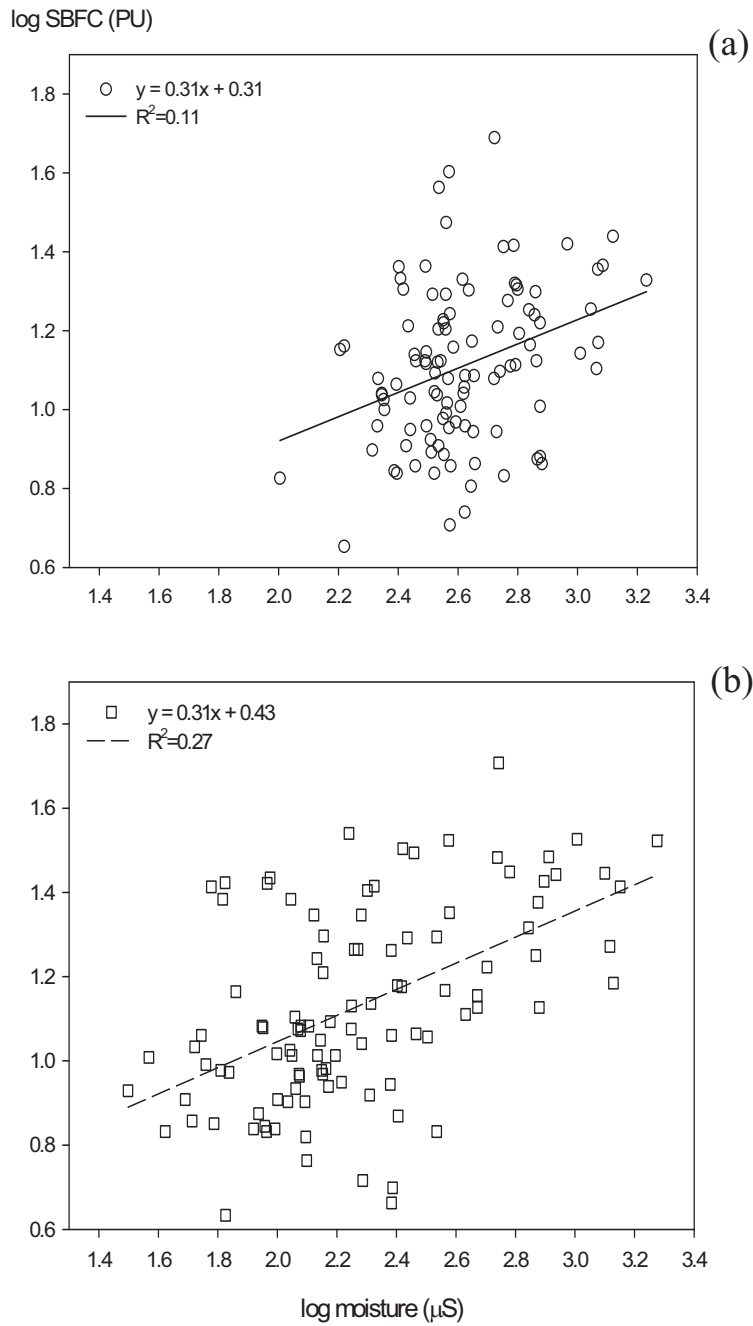 log SBFC (PU)
(a)
y = 0.31x + 0.31
R²=0.11
1.8
1.6
1.4
1.2
1.0
0.8
0.6
1.4 1.6 1.8 2.0 2.2 2.4 2.6 2.8 3.0 3.2 3.4
(b)
y = 0.31x + 0.43
R²=0.27
1.8
1.6
1.4
1.2
1.0
0.8
0.6
1.4 1.6 1.8 2.0 2.2 2.4 2.6 2.8 3.0 3.2 3.4
log moisture (μS)